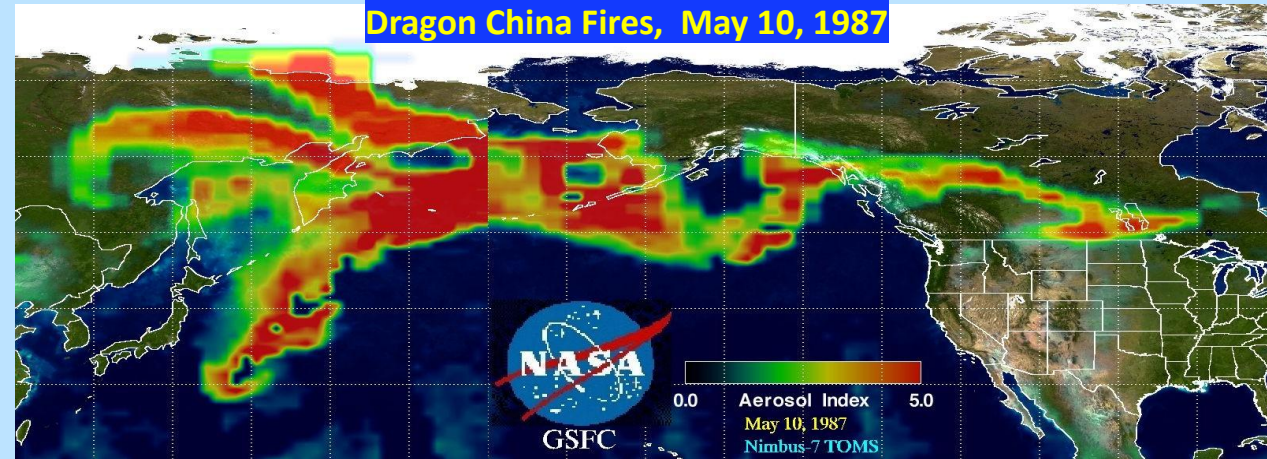 Dragon China Fires, May 10, 1987
NASA
GSFC
0.0 Aerosol Index 5.0
May 10, 1987
Nimbus-7 TOMS